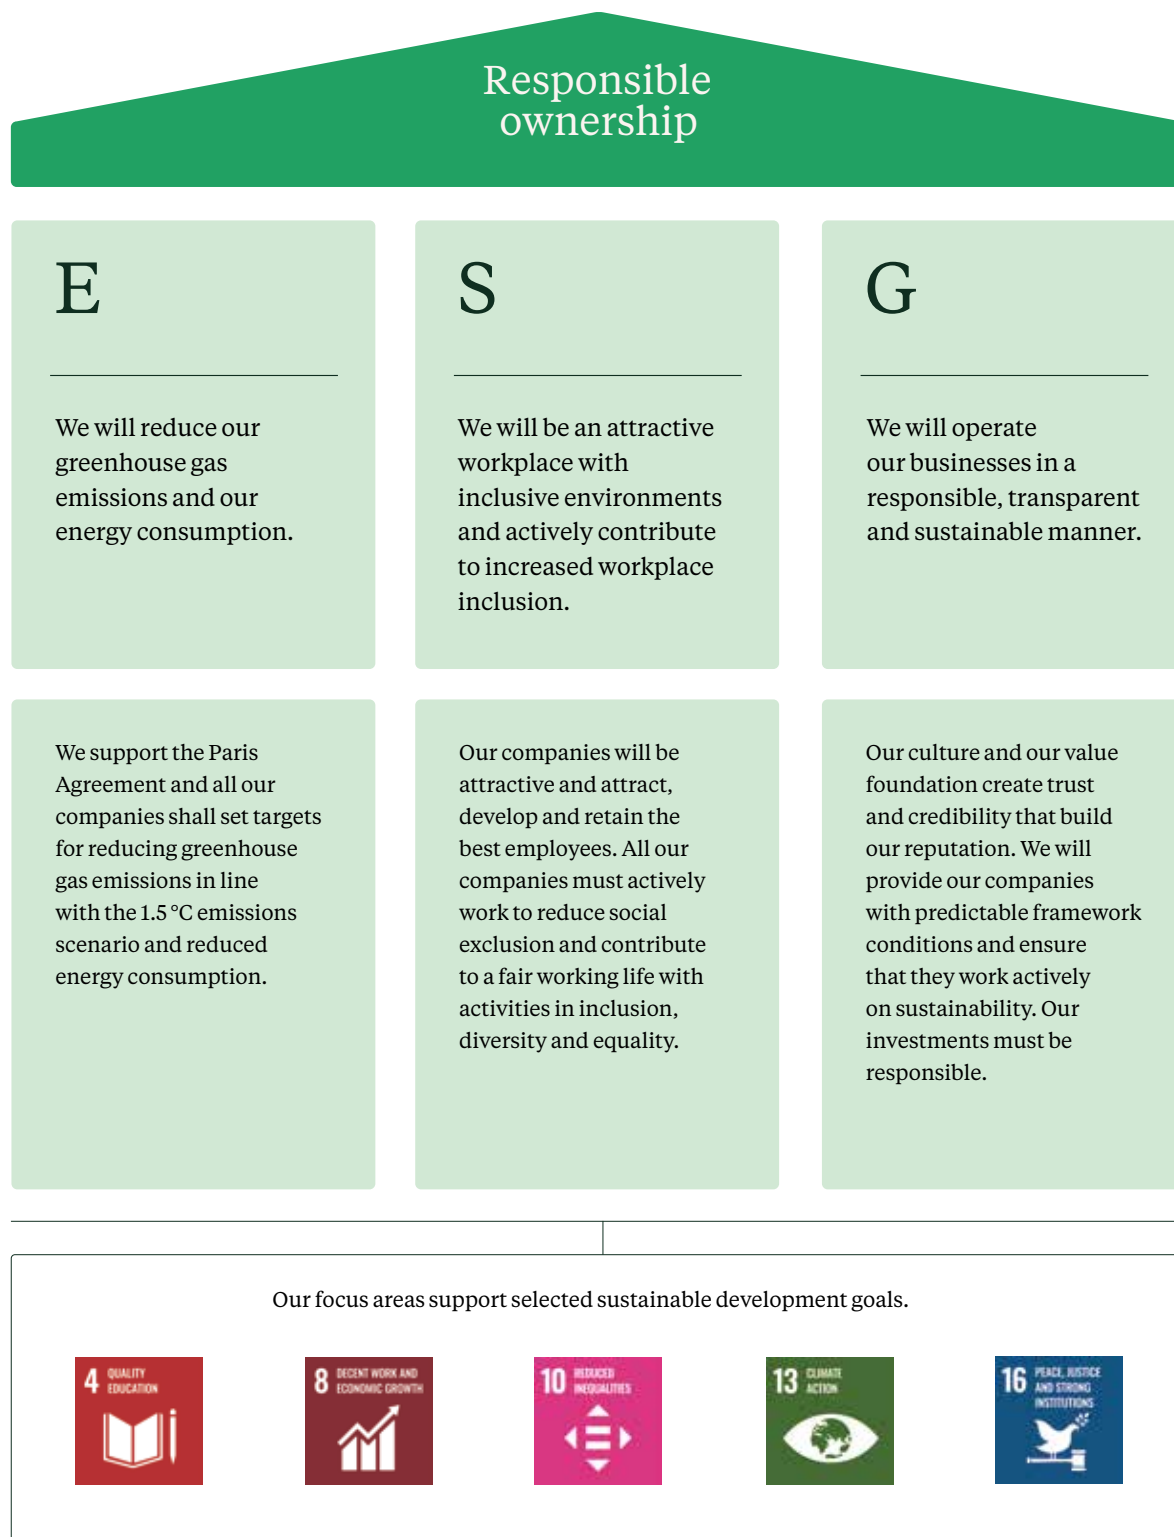 Responsible
ownership
E
We will reduce our
greenhouse gas
emissions and our
energy consumption.
S
We will be an attractive
workplace with
inclusive environments
and actively contribute
to increased workplace
inclusion.
G
We will operate
our businesses in a
responsible, transparent
and sustainable manner.
We support the Paris
Agreement and all our
companies shall set targets
for reducing greenhouse
gas emissions in line
with the 1.5 °C emissions
scenario and reduced
energy consumption.
Our companies will be
attractive and attract,
develop and retain the
best employees. All our
companies must actively
work to reduce social
exclusion and contribute
to a fair working life with
activities in inclusion,
diversity and equality.
Our culture and our value
foundation create trust
and credibility that build
our reputation. We will
provide our companies
with predictable framework
conditions and ensure
that they work actively
on sustainability. Our
investments must be
responsible.
Our focus areas support selected sustainable development goals.
4 QUALITY
EDUCATION
8 DECENT WORK AND
ECONOMIC GROWTH
10 REDUCED
INEQUALITIES
13 CLIMATE
ACTION
16 PEACE, JUSTICE
AND STRONG
INSTITUTIONS